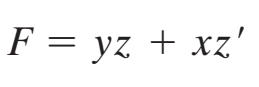 F = yz + xz′